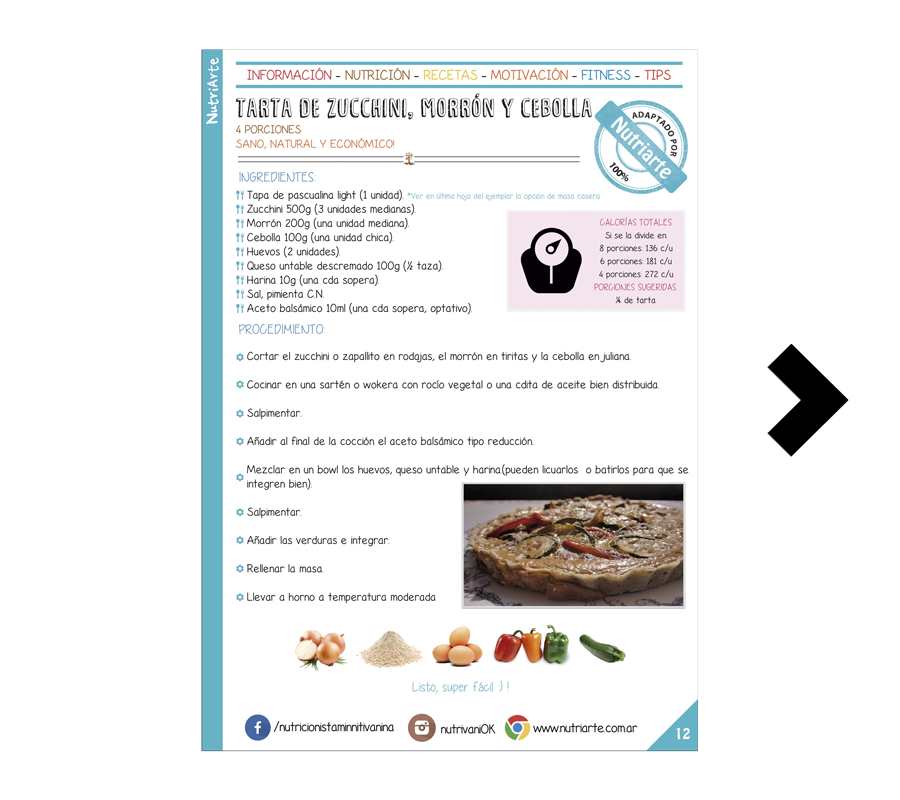 NutriArte
INFORMACIÓN - NUTRICIÓN - RECETAS - MOTIVACIÓN - FITNESS - TIPS
TARTA DE ZUCCHINI, MORRÓN Y CEBOLLA
4 PORCIONES
SANO, NATURAL Y ECONÓMICO!
ADAPTADO POR
Nutriarte
100%
INGREDIENTES:
Tapa de pascualina light (1 unidad). *Ver en última hoja del ejemplar la opción de masa casera
Zucchini 500g (3 unidades medianas).
Morrón 200g (una unidad mediana).
Cebolla 100g (una unidad chica).
Huevos (2 unidades).
Queso untable descremado 100g (½ taza).
Harina 10g (una cda sopera).
Sal, pimienta C.N.
Aceto balsámico 10ml (una cda sopera, optativo).
CALORÍAS TOTALES
Si se la divide en
8 porciones: 136 c/u
6 porciones: 181 c/u
4 porciones: 272 c/u
PORCIONES SUGERIDAS:
¼ de tarta
PROCEDIMIENTO:
Cortar el zucchini o zapallito en rodajas, el morrón en tiritas y la cebolla en juliana.
Cocinar en una sartén o wokera con rocío vegetal o una cdita de aceite bien distribuida.
Salpimentar.
Añadir al final de la cocción el aceto balsámico tipo reducción.
Mezclar en un bowl los huevos, queso untable y harina.(pueden licuarlos o batirlos para que se
integren bien).
Salpimentar.
Añadir las verduras e integrar.
Rellenar la masa.
Llevar a horno a temperatura moderada
Listo, super fácil :) !
/nutricionistaminnitivanina
nutrivaniOK
www.nutriarte.com.ar
12